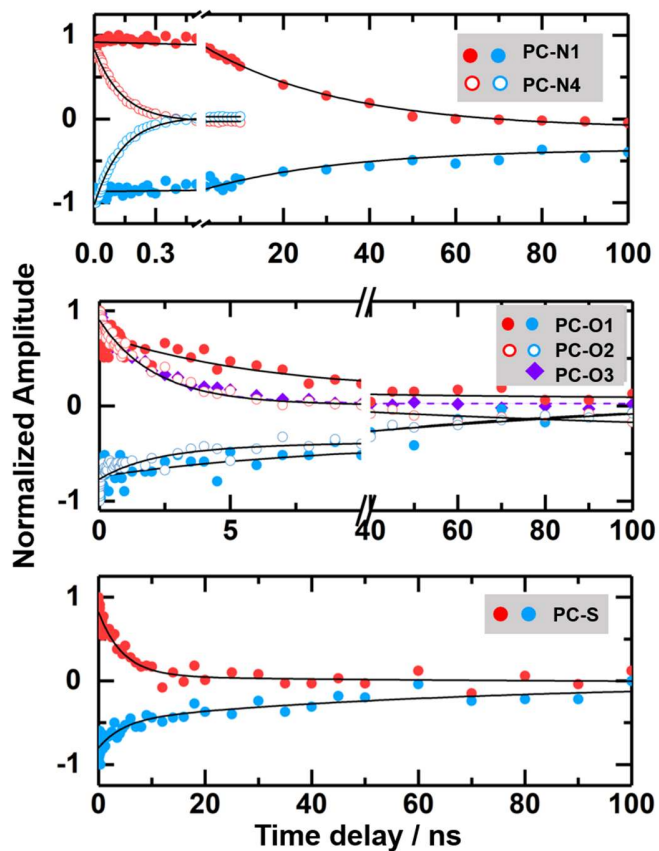 1
0
-1
PC-N1
PC-N4
0.0 0.3 20 40 60 80 100
Normalized Amplitude
1
0
-1
PC-O1
PC-O2
PC-O3
0 5 40 60 80 100
1
0
-1
PC-S
0 20 40 60 80 100
Time delay / ns